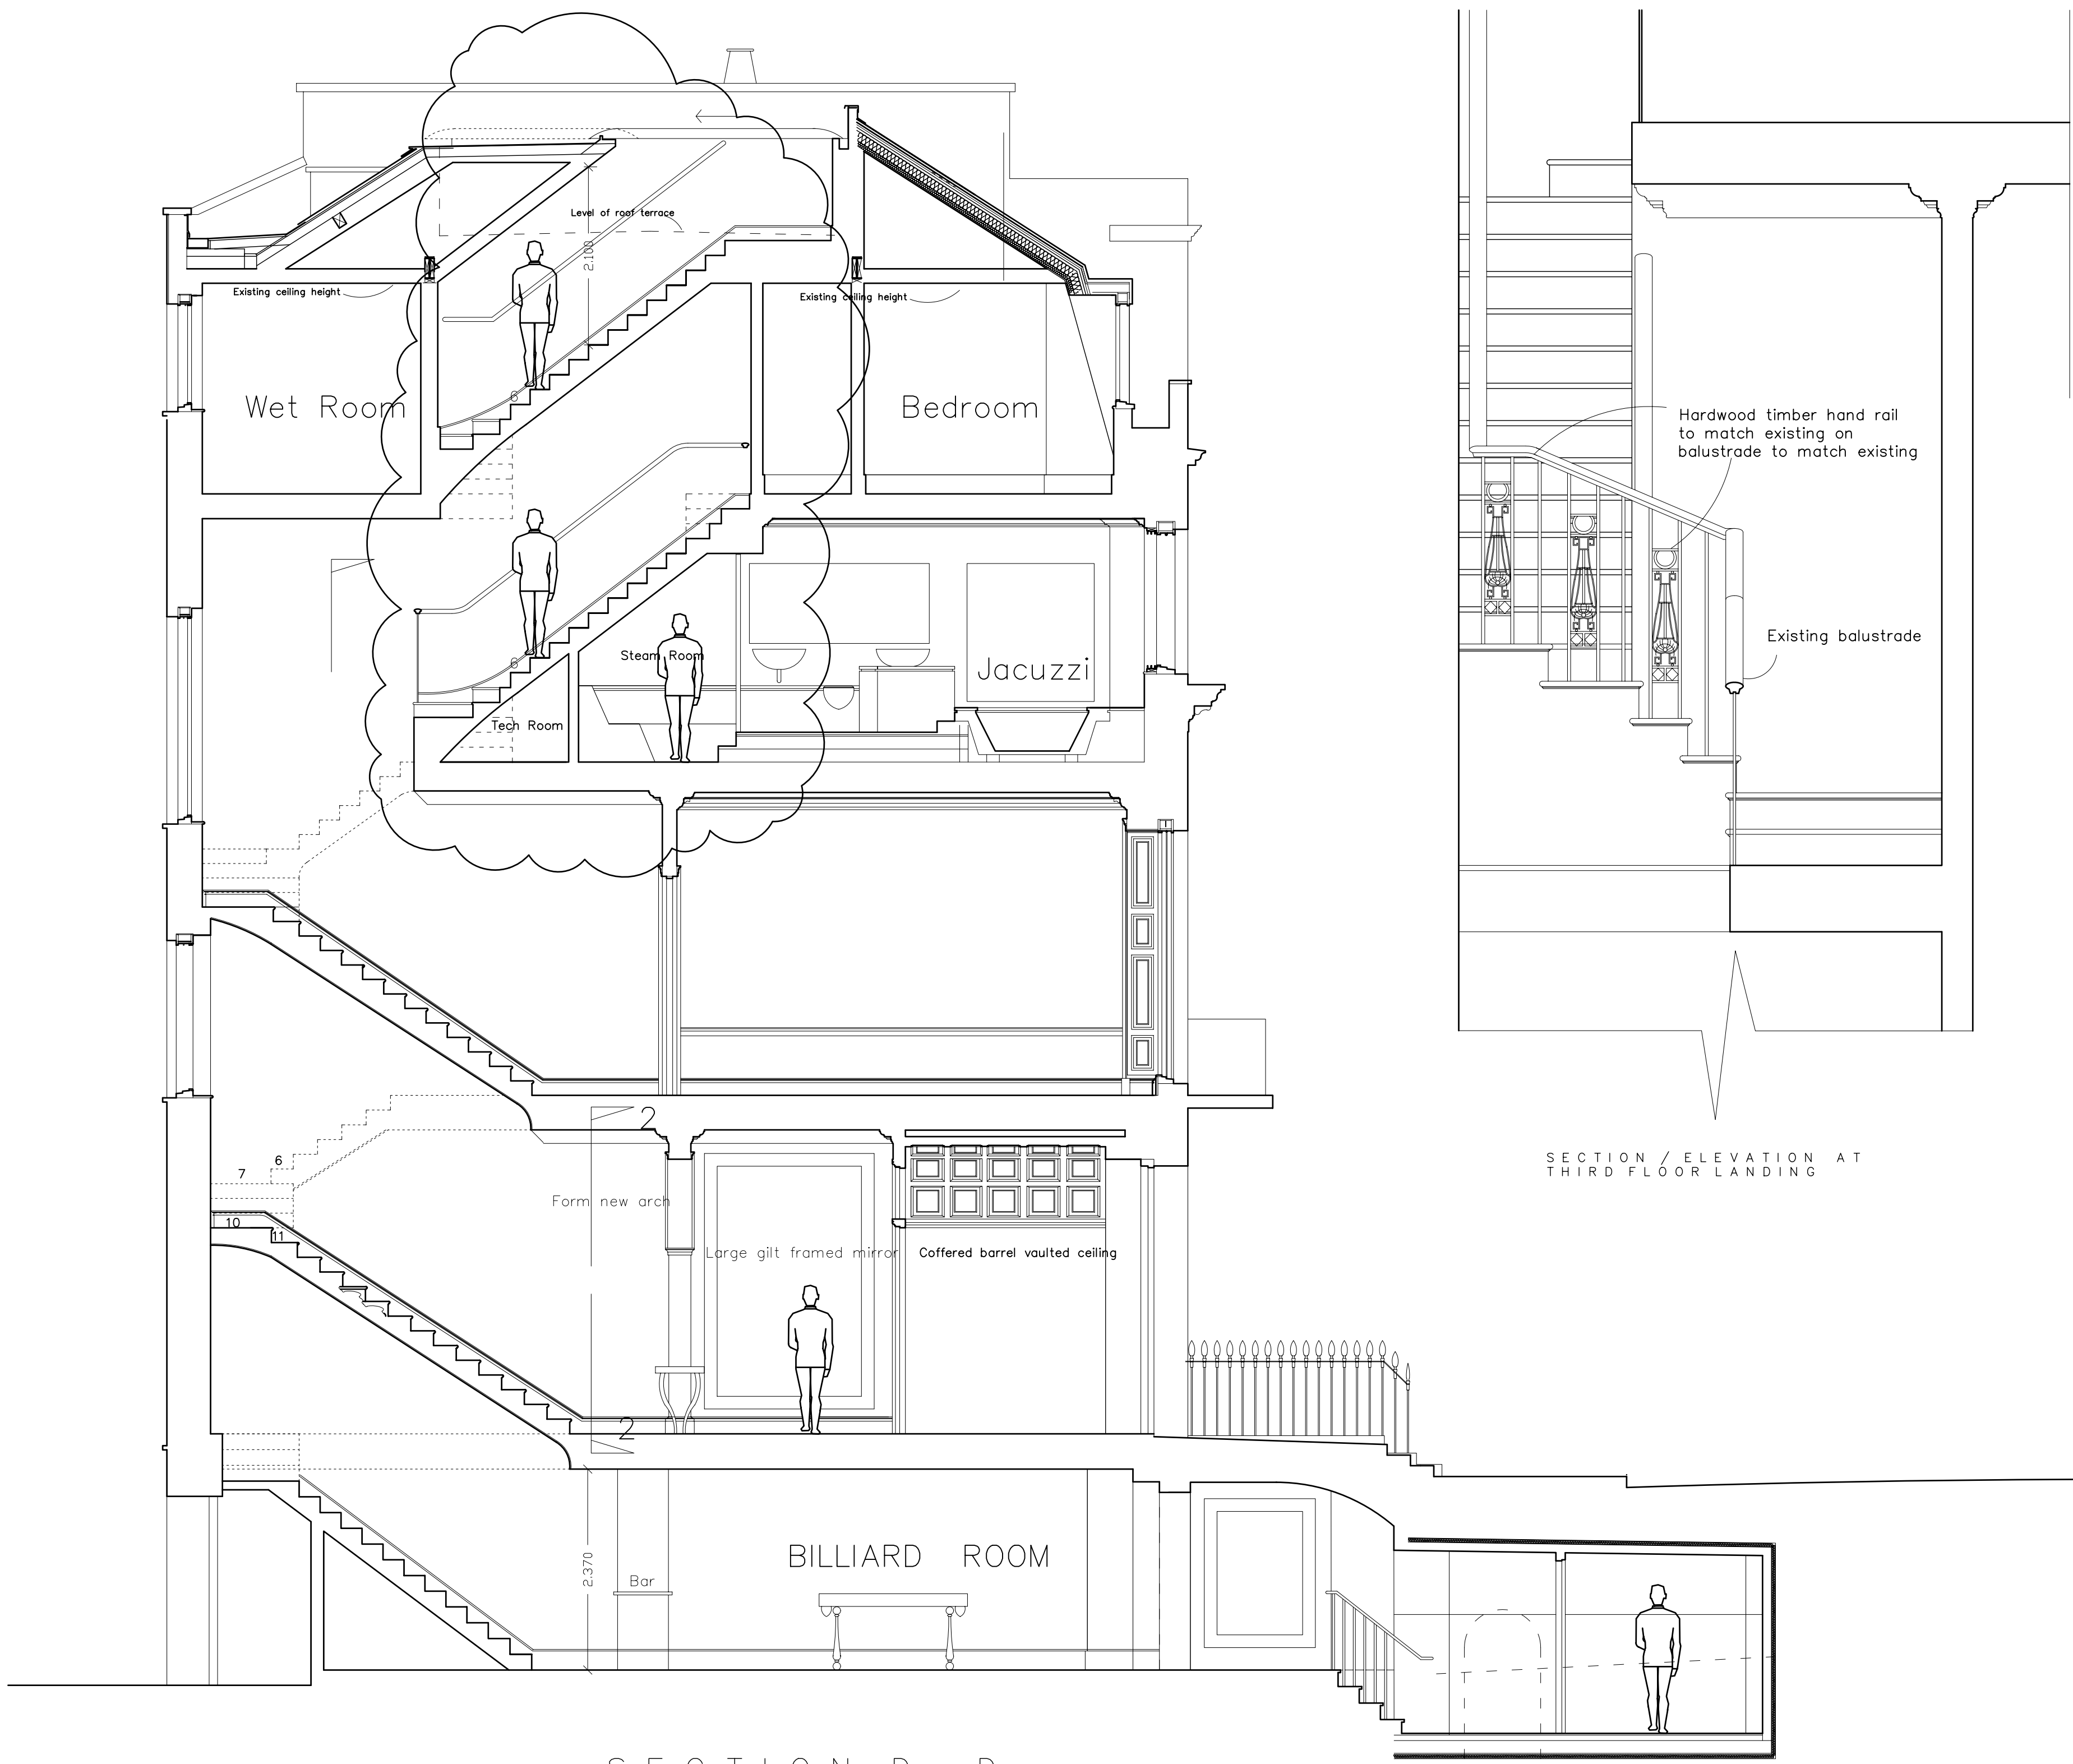 Level of roof terrace
2.100
Existing ceiling height
Existing ceiling height
8
Wet Room
Bedroom
Hardwood timber hand rail
to match existing on
balustrade to match existing
Existing balustrade
8
Steam Room
Jacuzzi
Tech Room
2
6
7
Form new arch
10
11
Large gilt framed mirror
Coffered barrel vaulted ceiling
SECTION / ELEVATION AT
THIRD FLOOR LANDING
2
2.370
Bar
BILLIARD ROOM